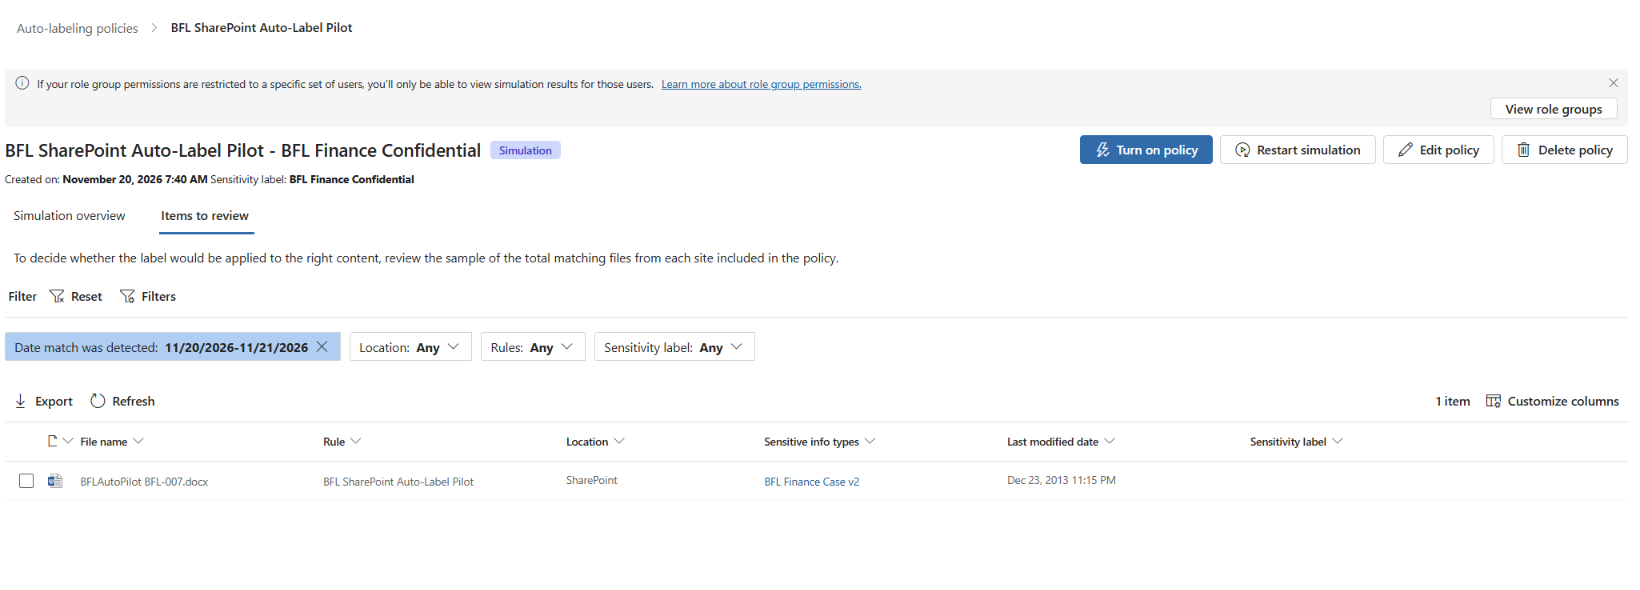 Auto-labeling policies > BFL SharePoint Auto-Label Pilot
If your role group permissions are restricted to a specific set of users, you'll only be able to view simulation results for those users. Learn more about role group permissions.
View role groups
BFL SharePoint Auto-Label Pilot - BFL Finance Confidential Simulation
Turn on policy Restart simulation Edit policy Delete policy
Created on: November 20, 2026 7:40 AM Sensitivity label: BFL Finance Confidential
Simulation overview Items to review
To decide whether the label would be applied to the right content, review the sample of the total matching files from each site included in the policy.
Filter Reset Filters
Date match was detected: 11/20/2026-11/21/2026 Location: Any Rules: Any Sensitivity label: Any
Export Refresh 1 item Customize columns
File name Rule Location Sensitive info types Last modified date Sensitivity label
BFLAutoPilot BFL-007.docx BFL SharePoint Auto-Label Pilot SharePoint BFL Finance Case v2 Dec 23, 2013 11:15 PM